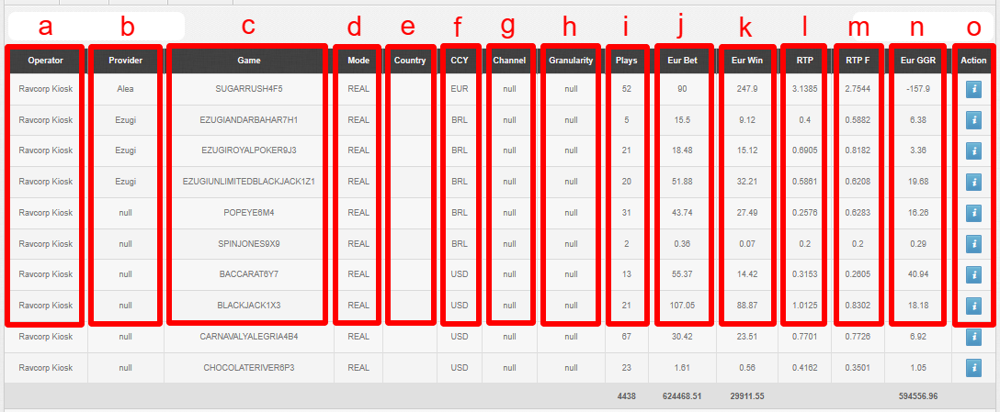 a b c d e f g h i j k l m n o
Operator Provider Game Mode Country CCY Channel Granularity Plays Eur Bet Eur Win RTP RTP F Eur GGR Action
Ravcorp Kiosk Alea SUGARRUSH4F5 REAL EUR null null 52 90 247.9 3.1385 2.7544 -157.9 i
Ravcorp Kiosk Ezugi EZUGIANDARBAHAR7H1 REAL BRL null null 5 15.5 9.12 0.4 0.5882 6.38 i
Ravcorp Kiosk Ezugi EZUGIROYALPOKER9J3 REAL BRL null null 21 18.48 15.12 0.6905 0.8182 3.36 i
Ravcorp Kiosk Ezugi EZUGIUNLIMITEDBLACKJACK1Z1 REAL BRL null null 20 51.88 32.21 0.5861 0.6208 19.68 i
Ravcorp Kiosk null POPEYE6M4 REAL BRL null null 31 43.74 27.49 0.2576 0.6283 16.26 i
Ravcorp Kiosk null SPINJONES9X9 REAL BRL null null 2 0.36 0.07 0.2 0.2 0.29 i
Ravcorp Kiosk null BACCARAT6Y7 REAL USD null null 13 55.37 14.42 0.3153 0.2605 40.94 i
Ravcorp Kiosk null BLACKJACK1X3 REAL USD null null 21 107.05 88.87 1.0125 0.8302 18.18 i
Ravcorp Kiosk null CARNAVALYALEGRIA4B4 REAL USD null null 67 30.42 23.51 0.7701 0.7726 6.92 i
Ravcorp Kiosk null CHOCOLATERIVER6P3 REAL USD null null 23 1.61 0.56 0.4162 0.3501 1.05 i
4438 624468.51 29911.55 594556.96